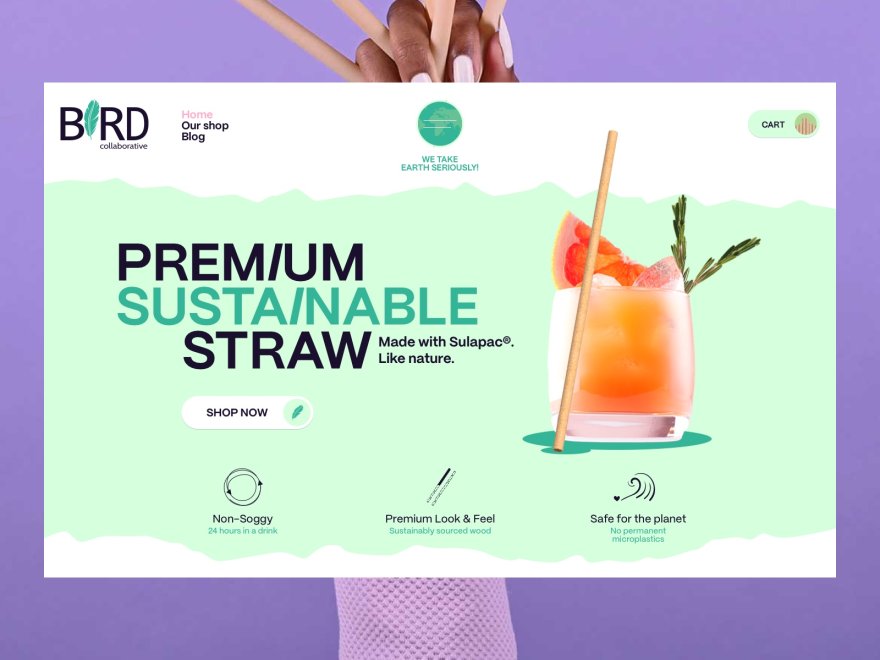 BIRD
collaborative
Home
Our shop
Blog
WE TAKE
EARTH SERIOUSLY!
CART
PREMIUM
SUSTAINABLE
STRAW
Made with Sulapac®.
Like nature.
SHOP NOW
Non-Soggy
24 hours in a drink
Premium Look & Feel
Sustainably sourced wood
Safe for the planet
No permanent
microplastics